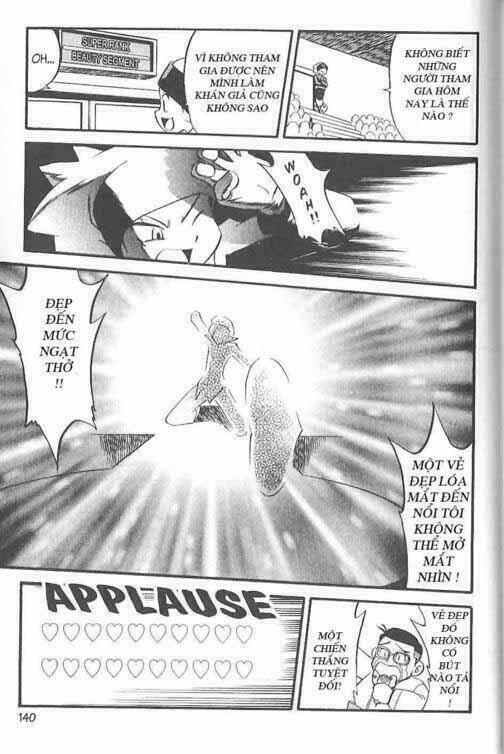 KHÔNG BIẾT
NHỮNG
NGƯỜI THAM
GIA HÔM
NAY LÀ THẾ
NÀO ?
VÌ KHÔNG THAM
GIA ĐƯỢC NÊN
MÌNH LÀM
KHÁN GIẢ CŨNG
KHÔNG SAO
SUPER RANK
BEAUTY SEGMENT
OH...
WOAH!!
ĐẸP
ĐẾN
MỨC
NGẠT
THỞ
!!
MỘT VẺ
ĐẸP LÓA
MẮT ĐẾN
NỔI TÔI
KHÔNG
THỂ MỞ
MẮT
NHÌN !
VẺ ĐẸP
ĐÓ
KHÔNG
CÓ
BÚT
NÀO TẢ
NỔI
!
MỘT
CHIẾN
THẮNG
TUYỆT
ĐỐI!
APPLAUSE
♡♡♡♡♡♡♡♡♡♡
♡♡♡♡♡♡♡♡♡♡
140